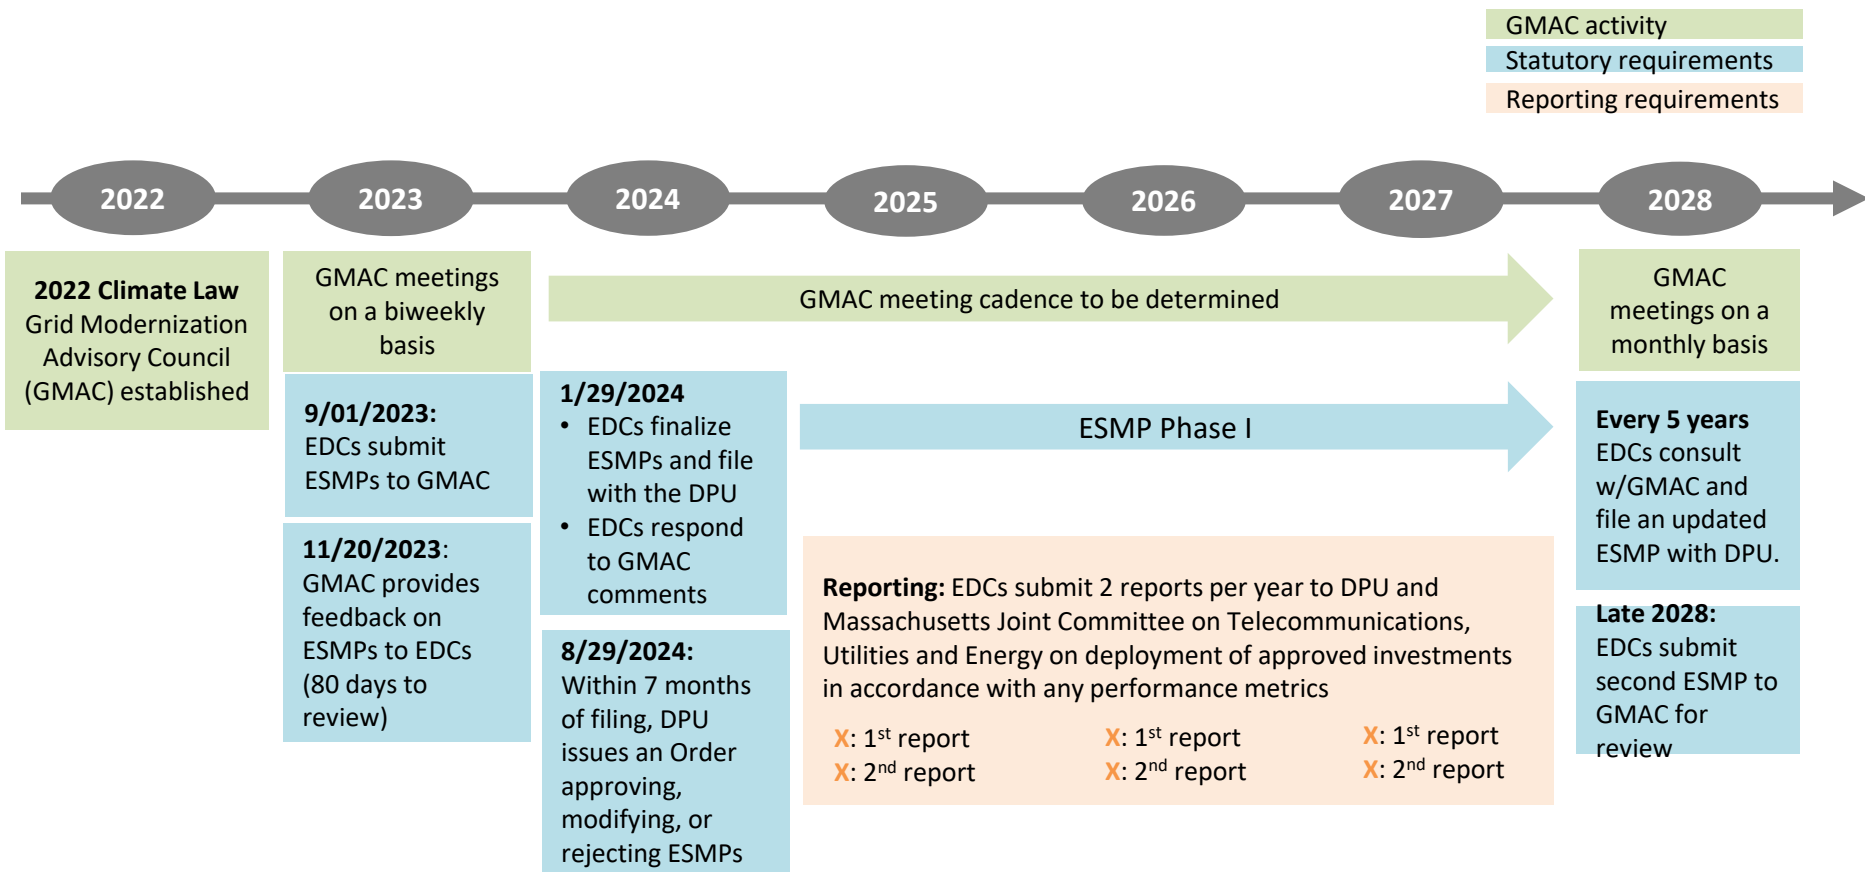 GMAC activity
Statutory requirements
Reporting requirements
2022
2023
2024
2025
2026
2027
2028
2022 Climate Law
Grid Modernization
Advisory Council
(GMAC) established
GMAC meetings
on a biweekly
basis
GMAC meeting cadence to be determined
GMAC
meetings on a
monthly basis
9/01/2023:
EDCs submit
ESMPs to GMAC
11/20/2023:
GMAC provides
feedback on
ESMPs to EDCs
(80 days to
review)
1/29/2024
• EDCs finalize
ESMPs and file
with the DPU
• EDCs respond
to GMAC
comments
8/29/2024:
Within 7 months
of filing, DPU
issues an Order
approving,
modifying, or
rejecting ESMPs
ESMP Phase I
Reporting: EDCs submit 2 reports per year to DPU and
Massachusetts Joint Committee on Telecommunications,
Utilities and Energy on deployment of approved investments
in accordance with any performance metrics
X: 1st report
X: 2nd report
X: 1st report
X: 2nd report
X: 1st report
X: 2nd report
Every 5 years
EDCs consult
w/GMAC and
file an updated
ESMP with DPU.
Late 2028:
EDCs submit
second ESMP to
GMAC for
review